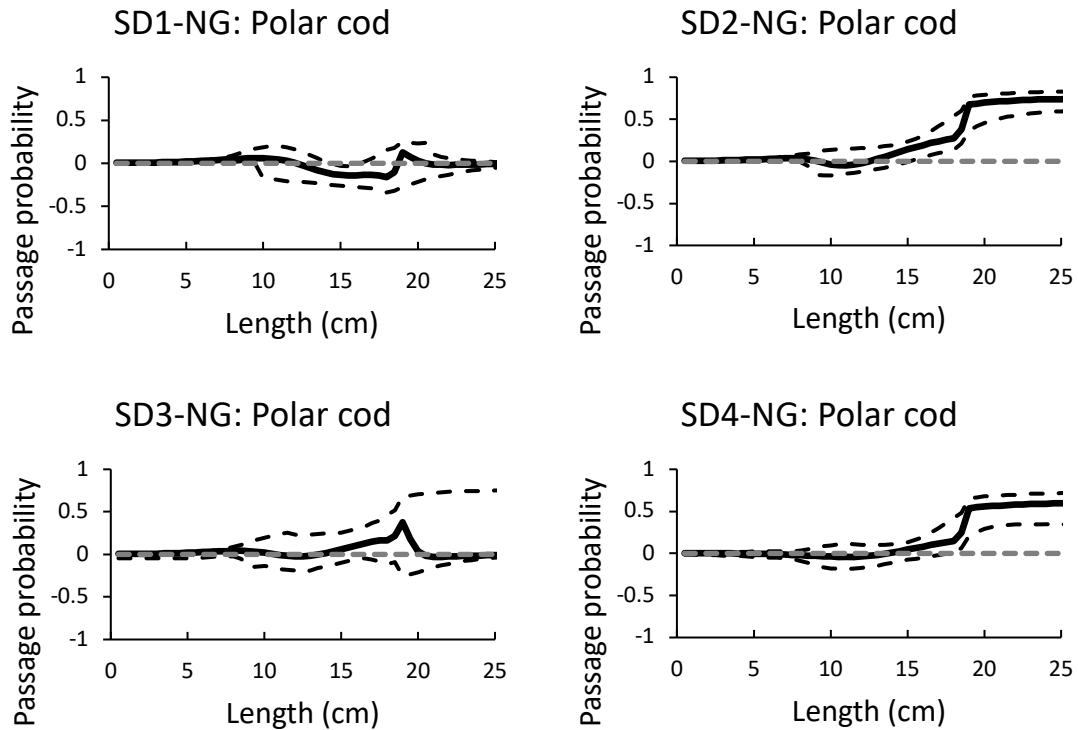 SD1-NG: Polar cod
Passage probability
1
0.5
0
-0.5
-1
0 5 10 15 20 25
Length (cm)
SD2-NG: Polar cod
Passage probability
1
0.5
0
-0.5
-1
0 5 10 15 20 25
Length (cm)
SD3-NG: Polar cod
Passage probability
1
0.5
0
-0.5
-1
0 5 10 15 20 25
Length (cm)
SD4-NG: Polar cod
Passage probability
1
0.5
0
-0.5
-1
0 5 10 15 20 25
Length (cm)